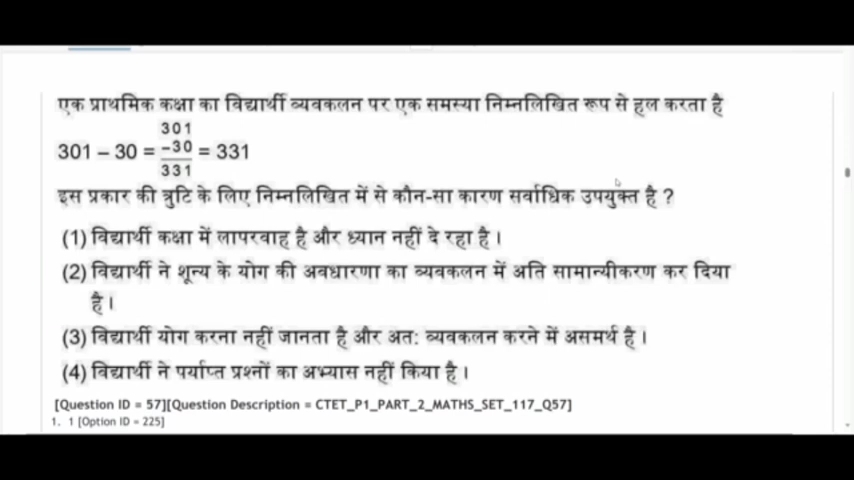 एक प्राथमिक कक्षा का विद्यार्थी व्यवकलन पर एक समस्या निम्नलिखित रूप से हल करता है
301
301 – 30 = –30 = 331
331
इस प्रकार की त्रुटि के लिए निम्नलिखित में से कौन-सा कारण सर्वाधिक उपयुक्त है ?
(1) विद्यार्थी कक्षा में लापरवाह है और ध्यान नहीं दे रहा है।
(2) विद्यार्थी ने शून्य के योग की अवधारणा का व्यवकलन में अति सामान्यीकरण कर दिया
है।
(3) विद्यार्थी योग करना नहीं जानता है और अत: व्यवकलन करने में असमर्थ है।
(4) विद्यार्थी ने पर्याप्त प्रश्नों का अभ्यास नहीं किया है।
[Question ID = 57][Question Description = CTET_P1_PART_2_MATHS_SET_117_Q57]
1. 1 [Option ID = 225]